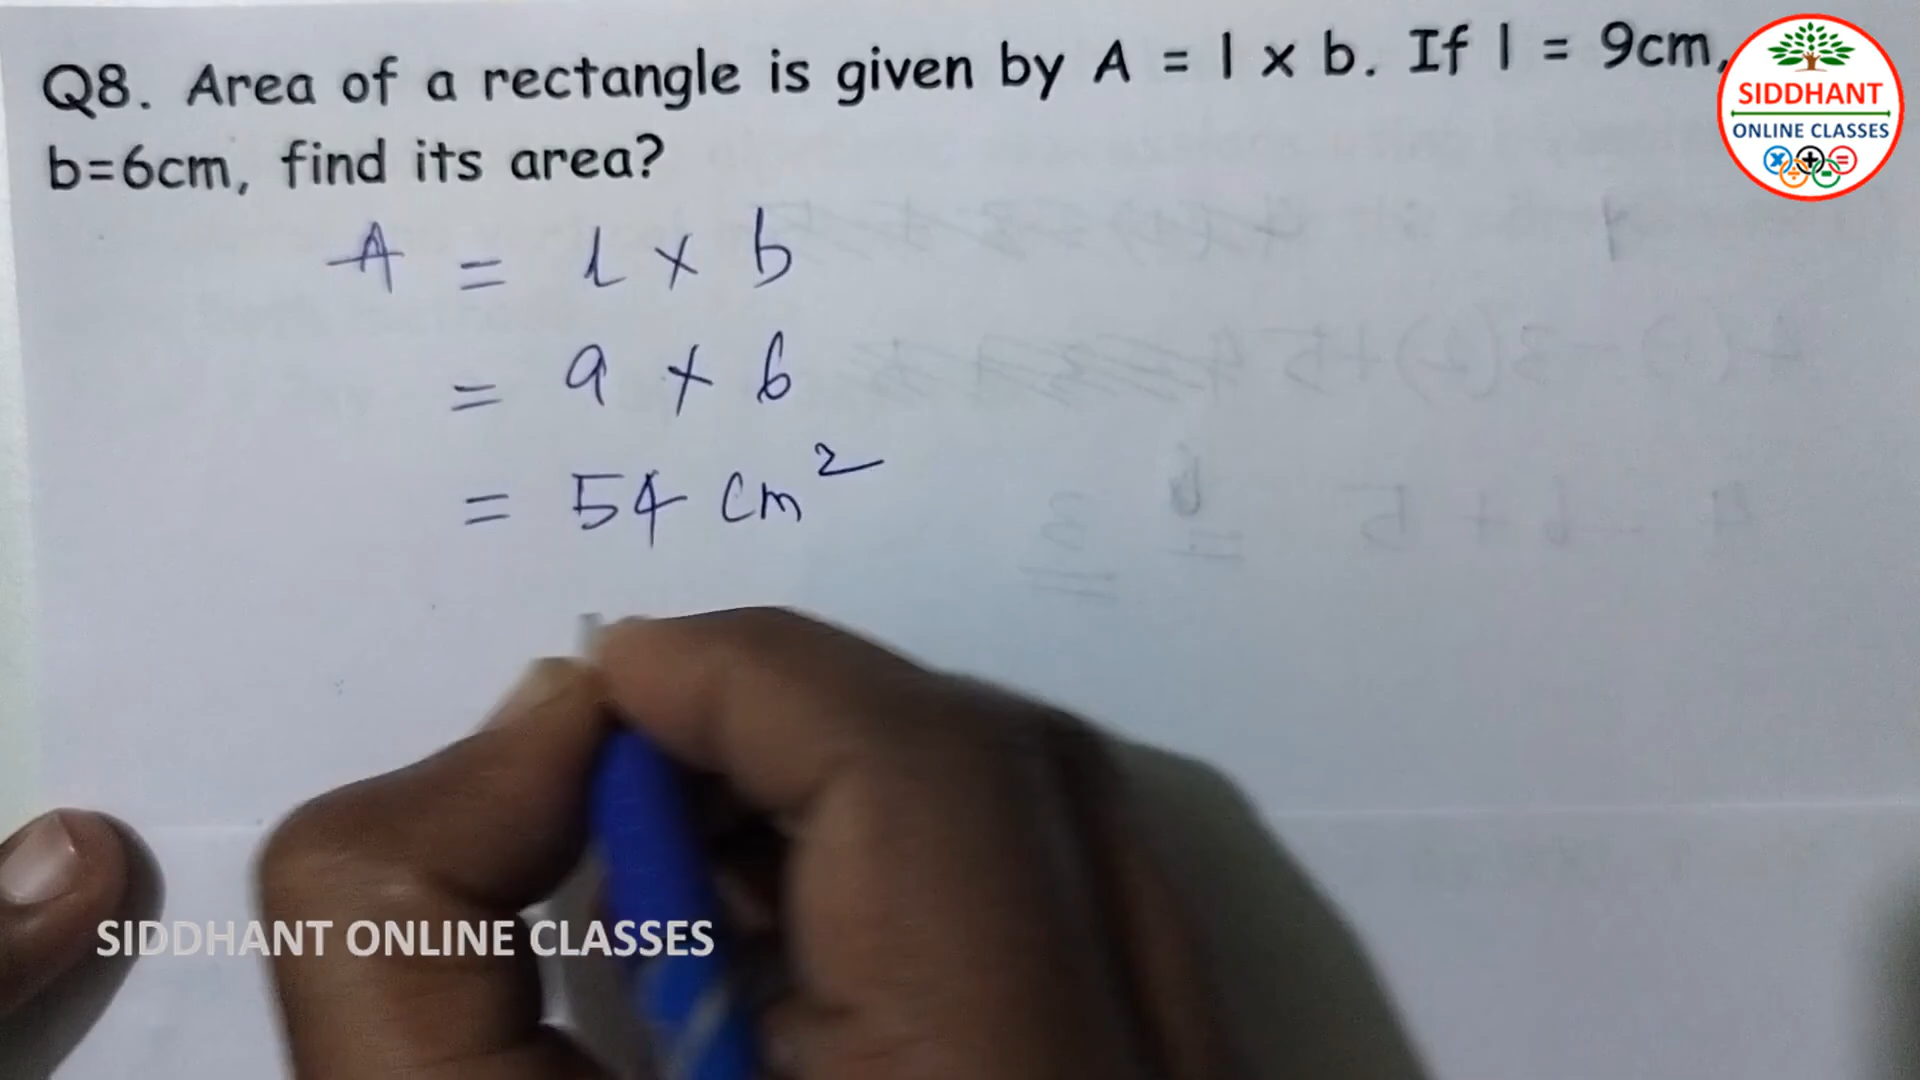 Q8. Area of a rectangle is given by A = l x b. If l = 9cm,
b=6cm, find its area?
A = l × b
= 9 × 6
= 54 cm²
SIDDHANT
ONLINE CLASSES
SIDDHANT ONLINE CLASSES